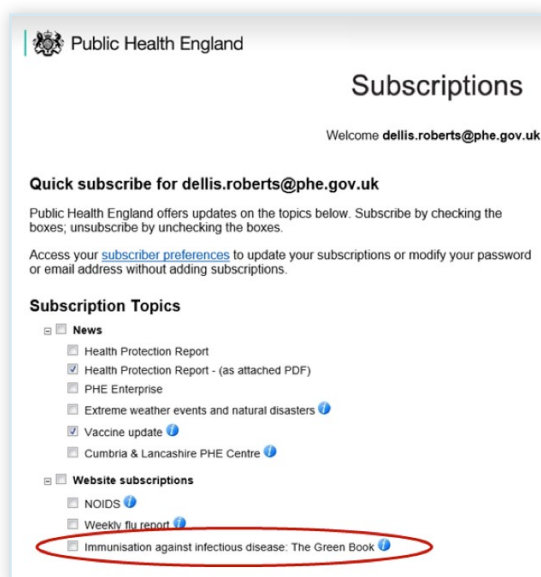 Public Health England
Subscriptions
Welcome dellis.roberts@phe.gov.uk
Quick subscribe for dellis.roberts@phe.gov.uk
Public Health England offers updates on the topics below. Subscribe by checking the
boxes; unsubscribe by unchecking the boxes.
Access your subscriber preferences to update your subscriptions or modify your password
or email address without adding subscriptions.
Subscription Topics
News
Health Protection Report
Health Protection Report - (as attached PDF)
PHE Enterprise
Extreme weather events and natural disasters
Vaccine update
Cumbria & Lancashire PHE Centre
Website subscriptions
NOIDS
Weekly flu report
Immunisation against infectious disease: The Green Book